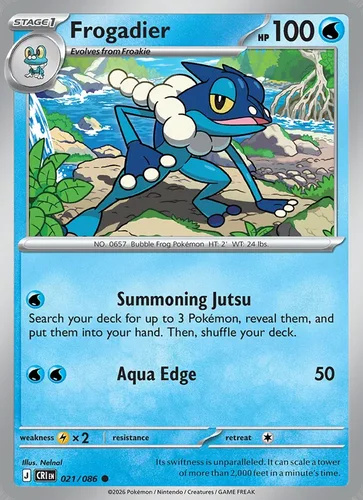 STAGE 1
Frogadier
HP 100
Evolves from Froakie
NO. 0657 Bubble Frog Pokémon HT: 2' WT: 24 lbs.
Summoning Jutsu
Search your deck for up to 3 Pokémon, reveal them, and
put them into your hand. Then, shuffle your deck.
Aqua Edge 50
weakness ×2 resistance retreat
Illus. Nelnal
J CRI EN 021/086
Its swiftness is unparalleled. It can scale a tower
of more than 2,000 feet in a minute's time.
©2026 Pokémon / Nintendo / Creatures / GAME FREAK